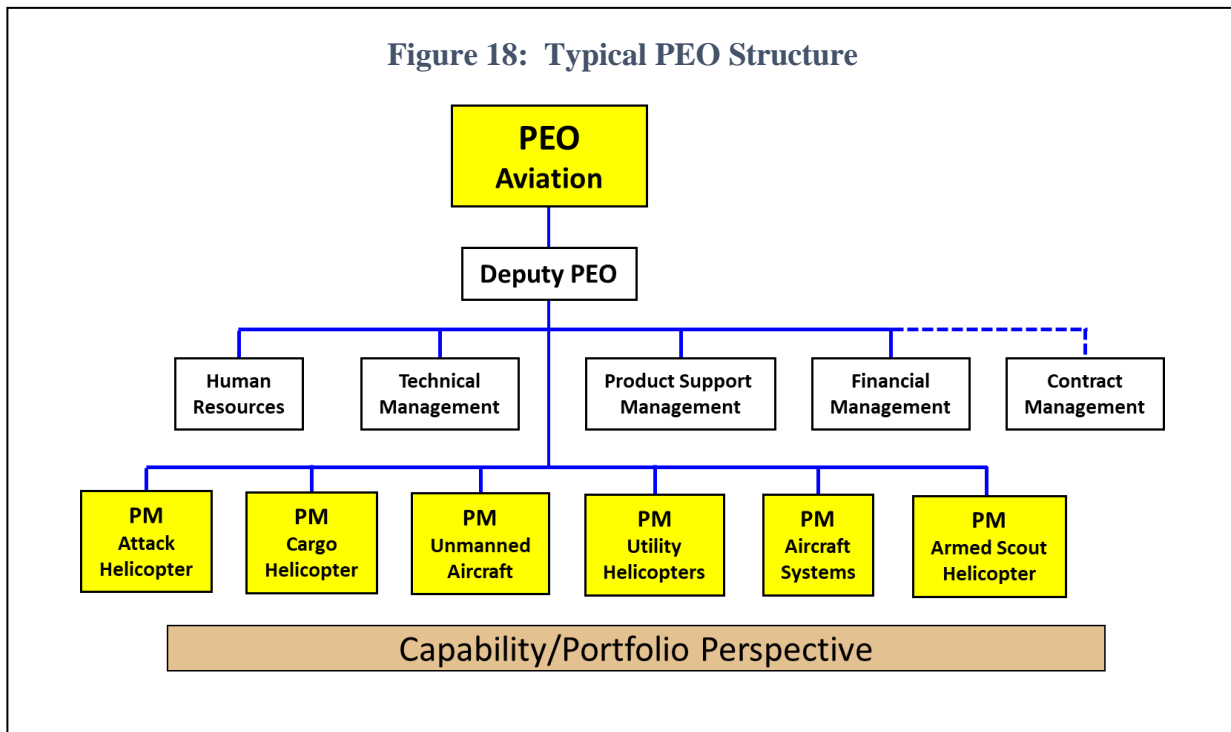 Figure 18:  Typical PEO Structure
PEO
Aviation
Deputy PEO
Human
Resources
Technical
Management
Product Support
Management
Financial
Management
Contract
Management
PM
Attack
Helicopter
PM
Cargo
Helicopter
PM
Unmanned
Aircraft
PM
Utility
Helicopters
PM
Aircraft
Systems
PM
Armed Scout
Helicopter
Capability/Portfolio Perspective